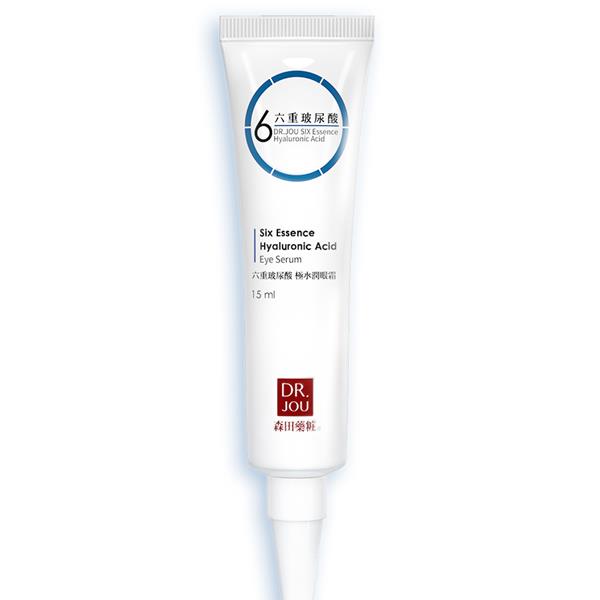 6
六重玻尿酸
DR.JOU SIX Essence
Hyaluronic Acid
Six Essence
Hyaluronic Acid
Eye Serum
六重玻尿酸 極水潤眼霜
15 ml
DR.
JOU
森田藥粧